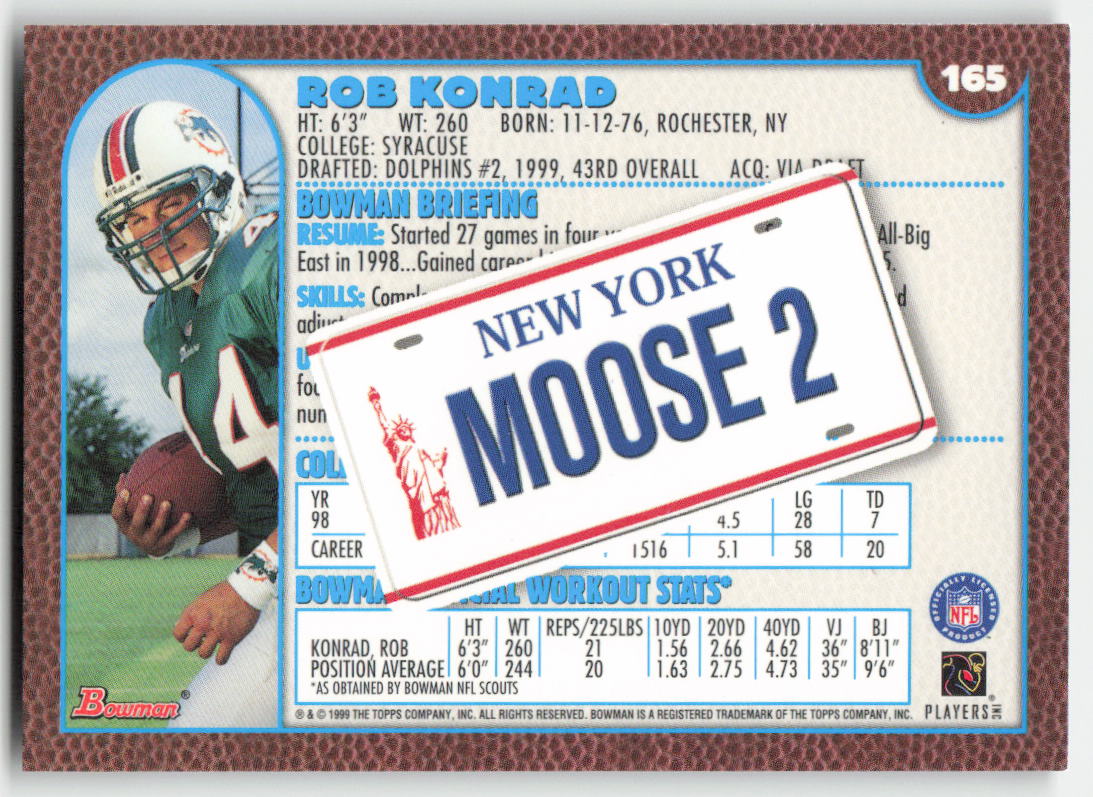 165
ROB KONRAD
HT: 6'3" WT: 260 BORN: 11-12-76, ROCHESTER, NY
COLLEGE: SYRACUSE
DRAFTED: DOLPHINS #2, 1999, 43RD OVERALL ACQ: VIA
BOWMAN BRIEFING
RESUME: Started 27 games in four All-Big
East in 1998...Gained career
SKILLS:
NEW YORK
MOOSE 2
44
YR LG TD
98 4.5 28 7
CAREER 1516 5.1 58 20
WORKOUT STATS*
HT WT REPS/225LBS 10YD 20YD 40YD VJ BJ
KONRAD, ROB 6'3" 260 21 1.56 2.66 4.62 36" 8'11"
POSITION AVERAGE 6'0" 244 20 1.63 2.75 4.73 35" 9'6"
*AS OBTAINED BY BOWMAN NFL SCOUTS
OFFICIALLY LICENSED PRODUCT
NFL
PLAYERS INC
Bowman®
® & © 1999 THE TOPPS COMPANY, INC. ALL RIGHTS RESERVED. BOWMAN IS A REGISTERED TRADEMARK OF THE TOPPS COMPANY, INC.